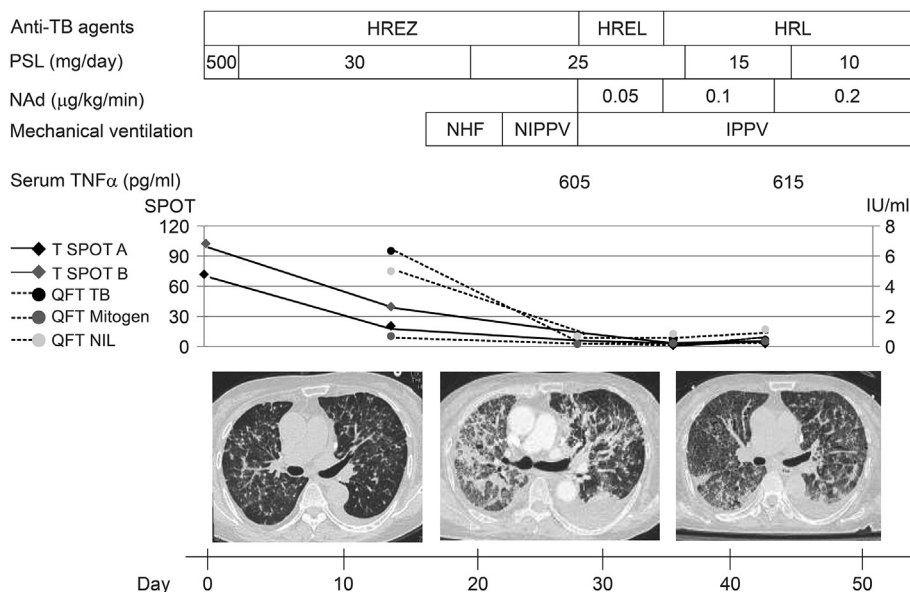 Anti-TB agents HREZ HREL HRL
PSL (mg/day) 500 30 25 15 10
NAd (μg/kg/min) 0.05 0.1 0.2
Mechanical ventilation NHF NIPPV IPPV
Serum TNFα (pg/ml) 605 615
SPOT IU/ml
120 8
90 6
60 4
30 2
0 0
T SPOT A
T SPOT B
QFT TB
QFT Mitogen
QFT NIL
Day 0 10 20 30 40 50